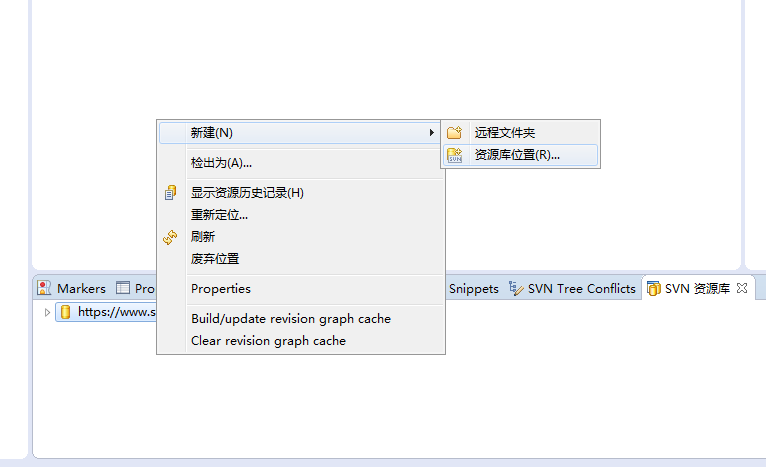 新建(N)
检出为(A)...
显示资源历史记录(H)
重新定位...
刷新
废弃位置
Properties
Build/update revision graph cache
Clear revision graph cache
远程文件夹
SVN
资源库位置(R)...
Markers
Pro
Snippets
SVN Tree Conflicts
SVN 资源库
https://www.s